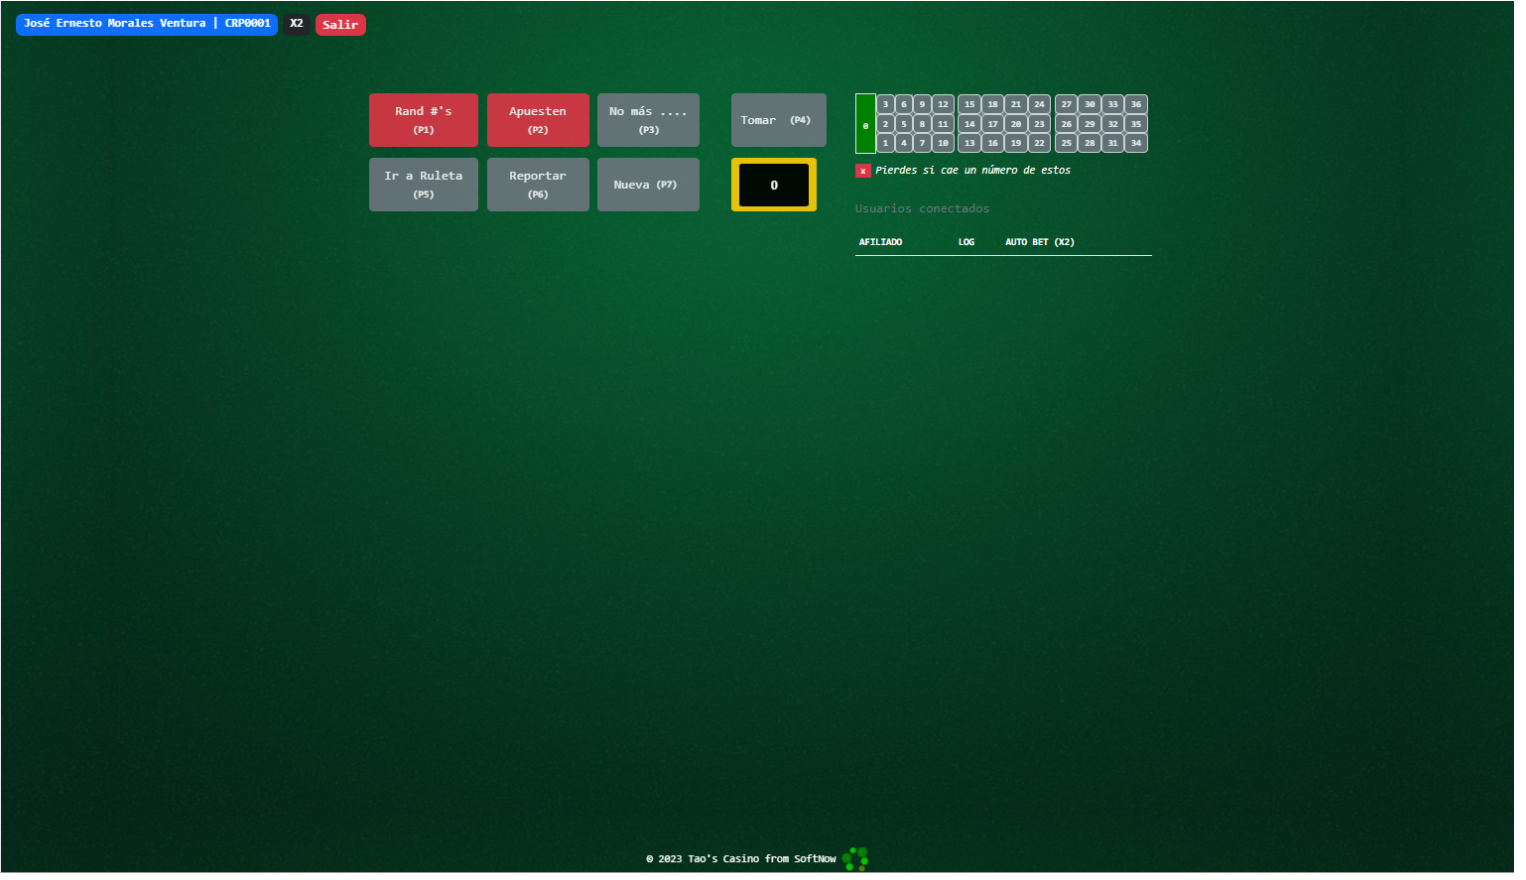 José Ernesto Morales Ventura | CRP0001 X2 Salir
Rand #'s
(P1)
Apuesten
(P2)
No más ....
(P3)
Tomar (P4)
Ir a Ruleta
(P5)
Reportar
(P6)
Nueva (P7)
0
0
3 6 9 12 15 18 21 24 27 30 33 36
2 5 8 11 14 17 20 23 26 29 32 35
1 4 7 10 13 16 19 22 25 28 31 34
x Pierdes si cae un número de estos
Usuarios conectados
AFILIADO LOG AUTO BET (X2)
© 2023 Tao's Casino from SoftNow